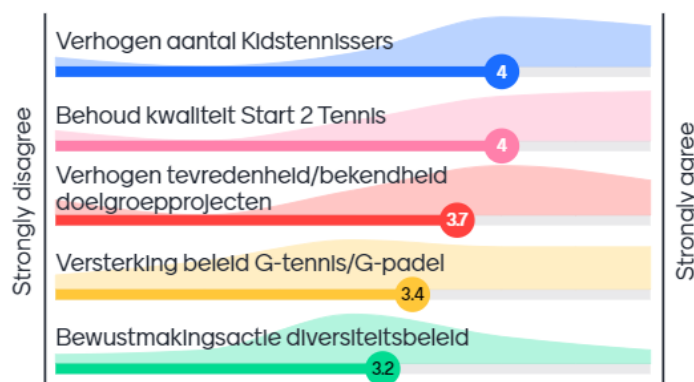 Verhogen aantal Kidstennissers
4
Behoud kwaliteit Start 2 Tennis
4
Verhogen tevredenheid/bekendheid
doelgroepprojecten
3.7
Versterking beleid G-tennis/G-padel
3.4
Bewustmakingsactie diversiteitsbeleid
3.2
Strongly disagree
Strongly agree